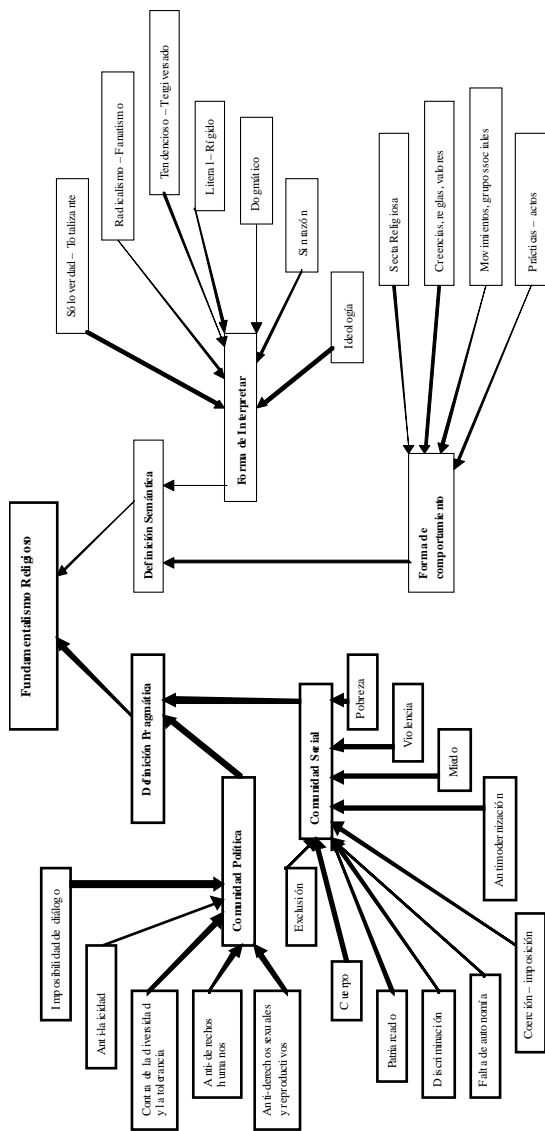 Fundamentalismo Religioso
Definición Pragmática
Definición Semántica
Comunidad Política
Imposibilidad de diálogo
Anti-laicidad
Contra de la diversidad
y la tolerancia
Anti-derechos
humanos
Anti-derechos sexuales
y reproductivos
Comunidad Social
Exclusión
Cuerpo
Patriarcado
Discriminación
Falta de autonomía
Coerción – imposición
Antimodernización
Miedo
Violencia
Pobreza
Forma de Interpretar
Sólo verdad – Totalizante
Radicalismo – Fanatismo
Tendencioso – Tergiversado
Literal – Rígido
Dogmático
Sin razón
Ideología
Forma de
comportamiento
Secta Religiosa
Creencias, reglas, valores
Movimientos, grupos sociales
Prácticas – actos